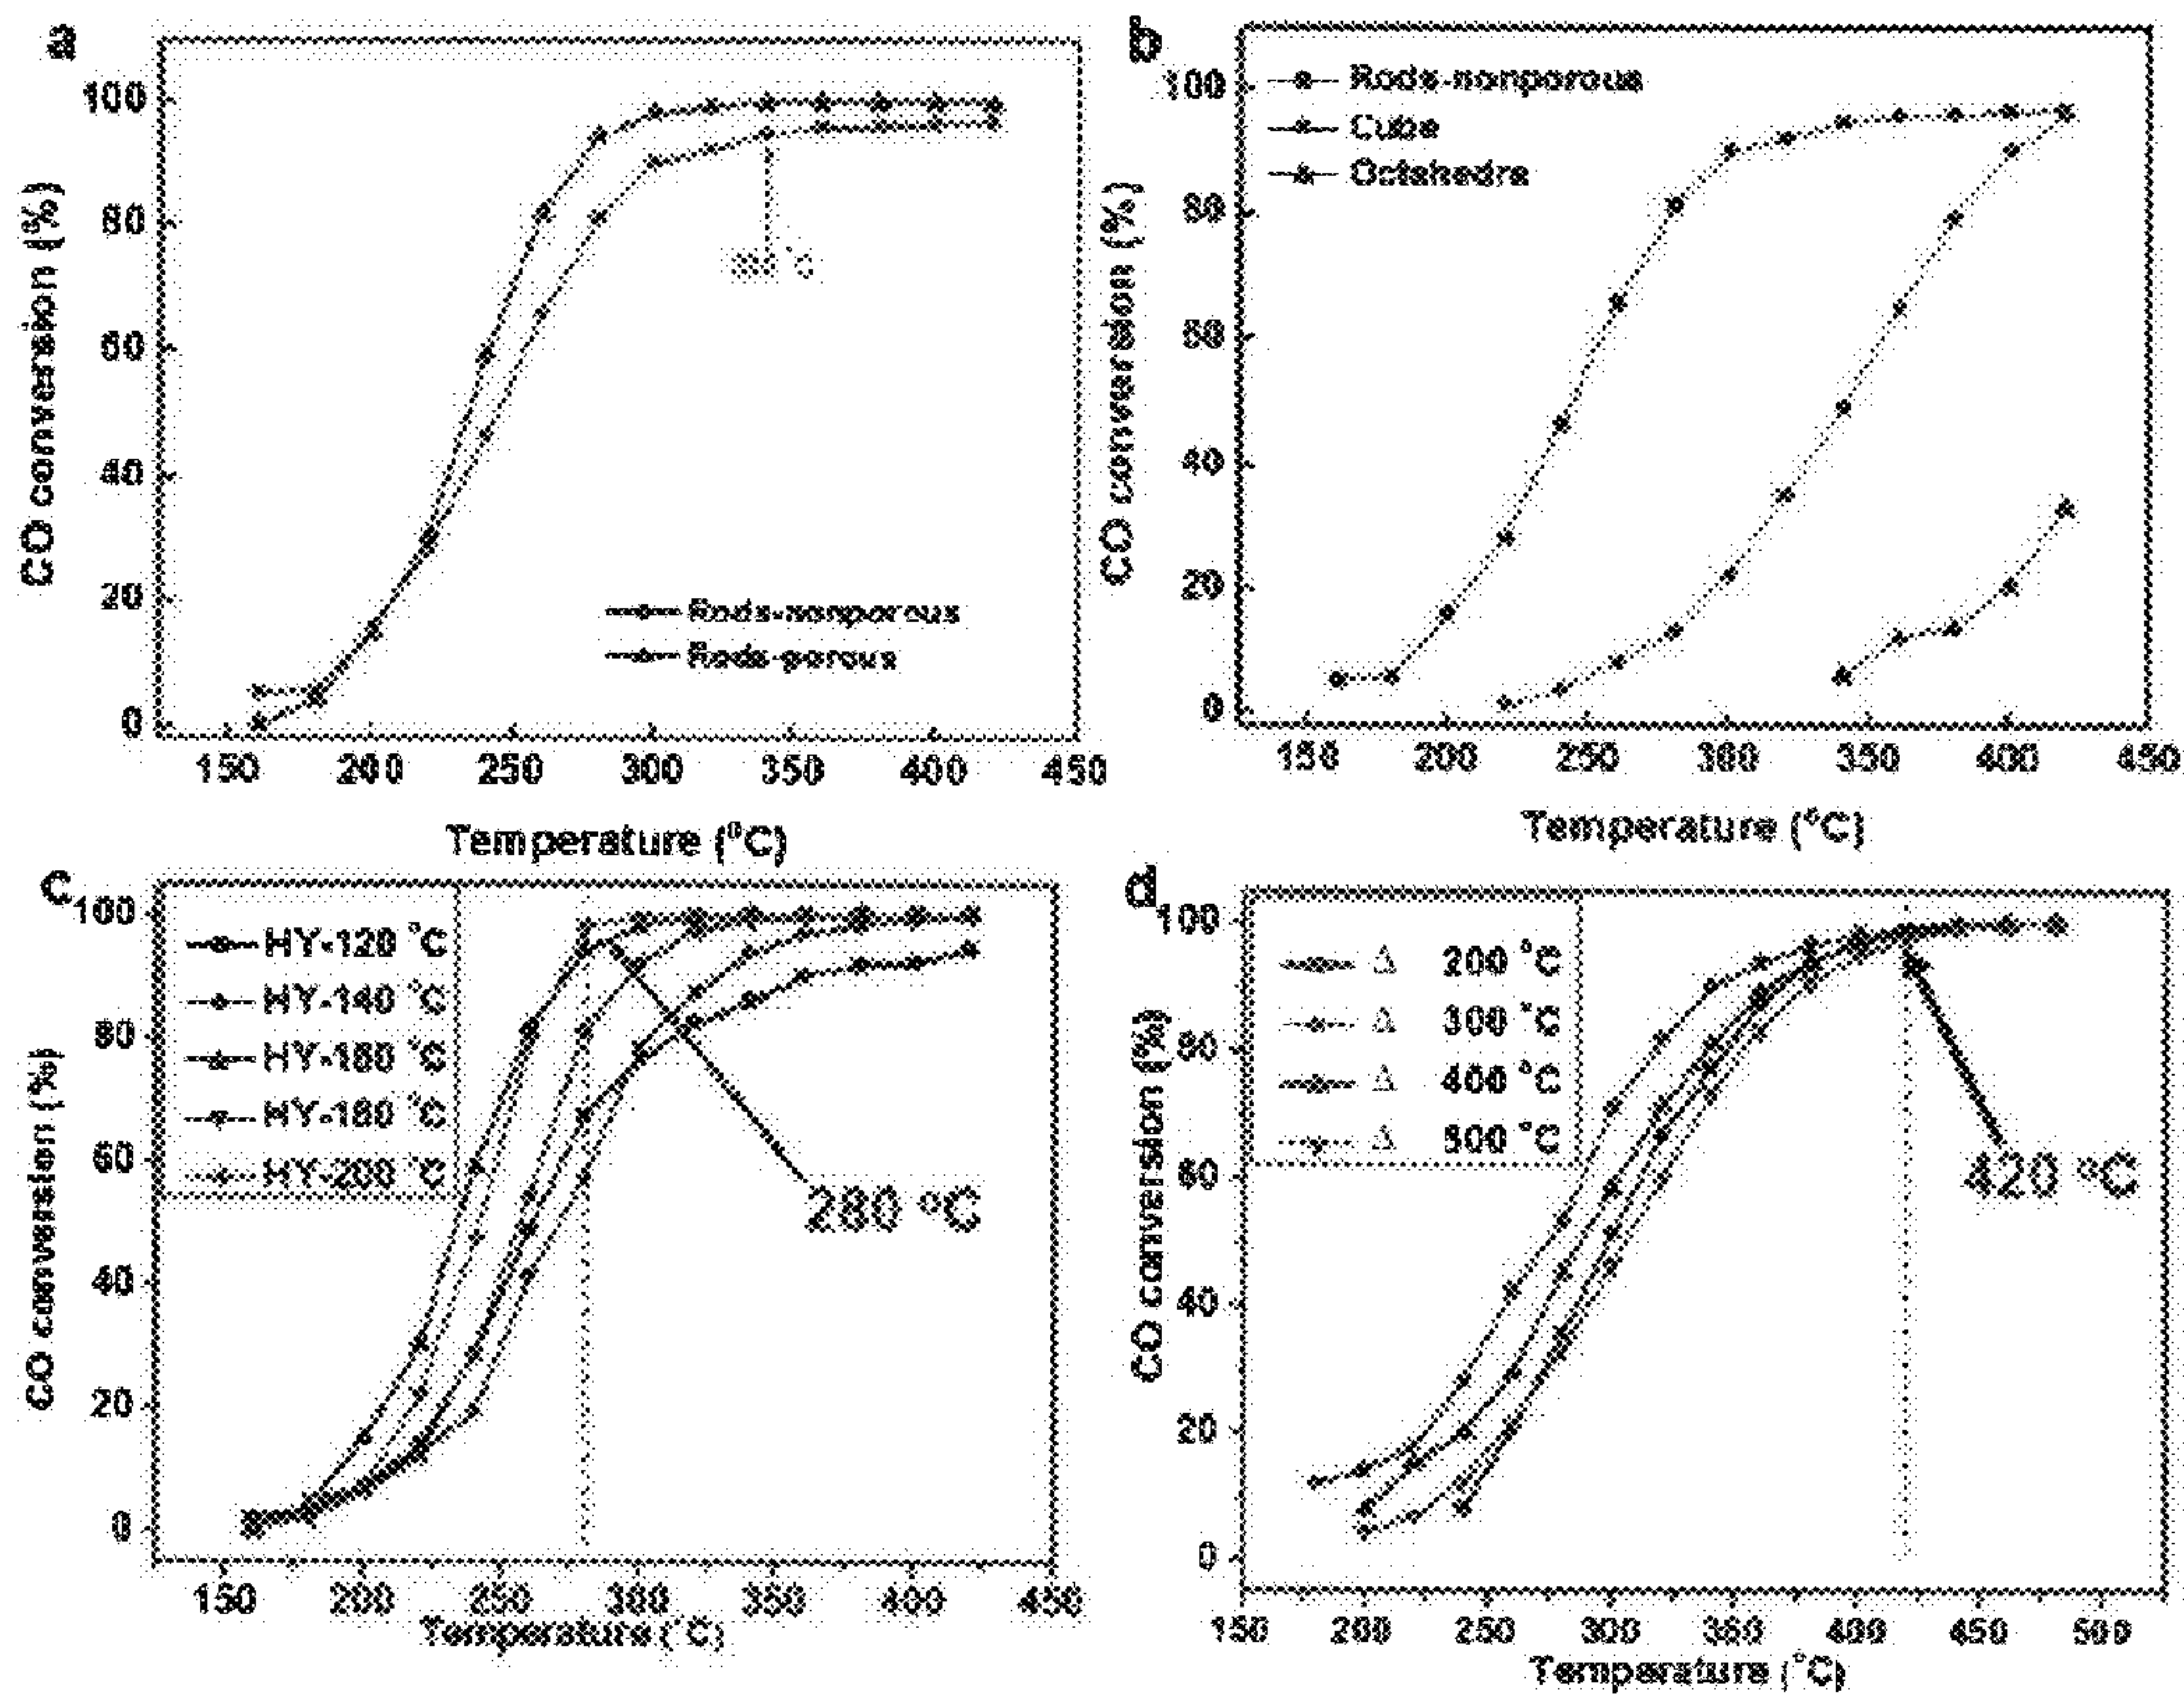 a
100
80
60
40
20
0
CO conversion (%)
°C
Rods-nonporous
Rods-porous
150 200 250 300 350 400 450
Temperature (°C)
b
100
80
60
40
20
0
CO conversion (%)
Rods-nonporous
Cube
Octahedra
150 200 250 300 350 400 450
Temperature (°C)
c
100
80
60
40
20
0
CO conversion (%)
HY-120 °C
HY-140 °C
HY-160 °C
HY-180 °C
HY-200 °C
280 °C
150 200 250 300 350 400 450
Temperature (°C)
d
100
80
60
40
20
0
CO conversion (%)
Δ 200 °C
Δ 300 °C
Δ 400 °C
Δ 500 °C
420 °C
150 200 250 300 350 400 450 500
Temperature (°C)